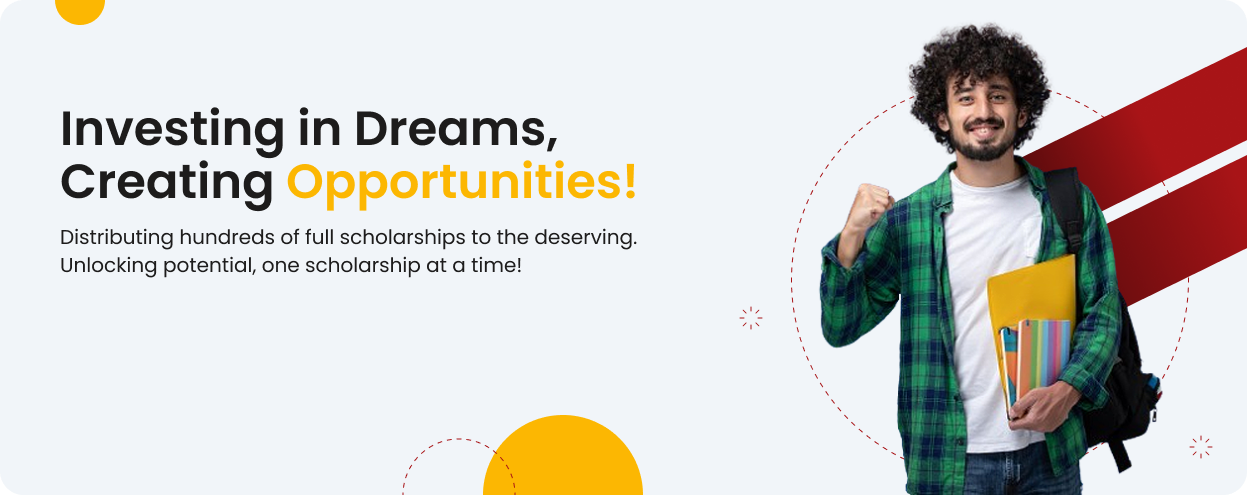 Investing in Dreams,
Creating Opportunities!
Distributing hundreds of full scholarships to the deserving.
Unlocking potential, one scholarship at a time!